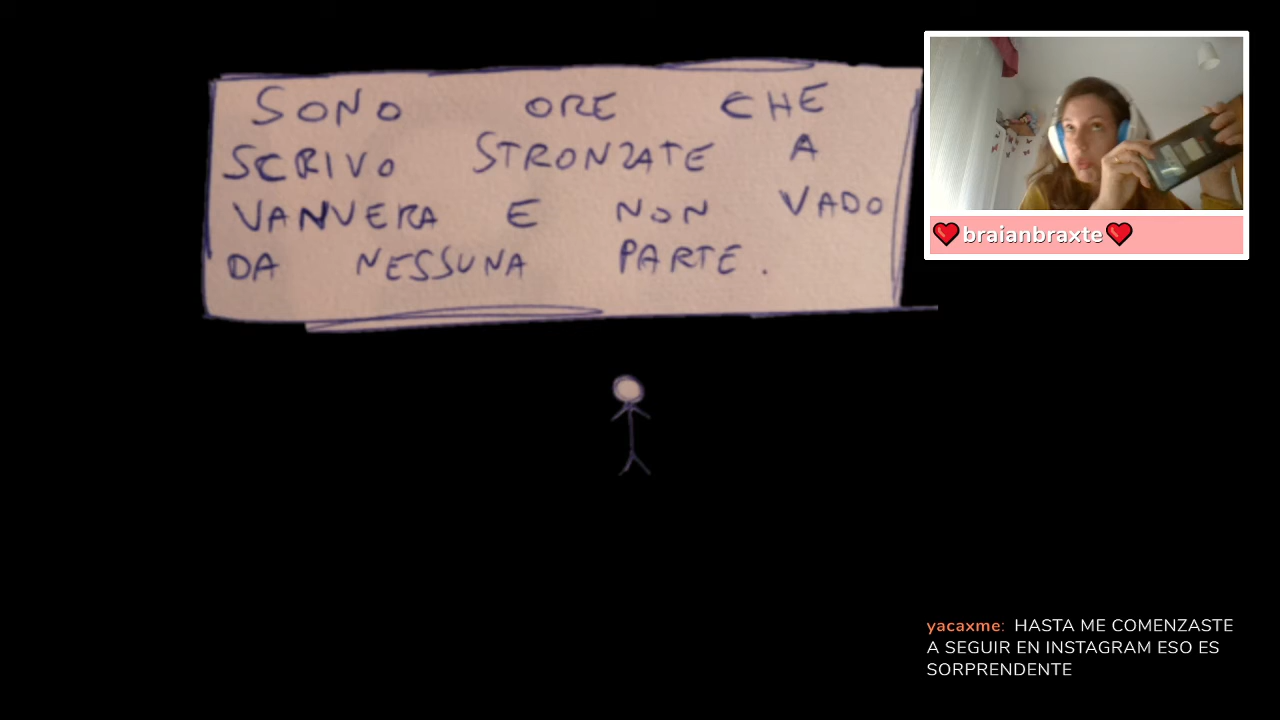 SONO ORE CHE
SCRIVO STRONZATE A
VANVERA E NON VADO
DA NESSUNA PARTE.
braianbraxte
yacaxme: HASTA ME COMENZASTE
A SEGUIR EN INSTAGRAM ESO ES
SORPRENDENTE